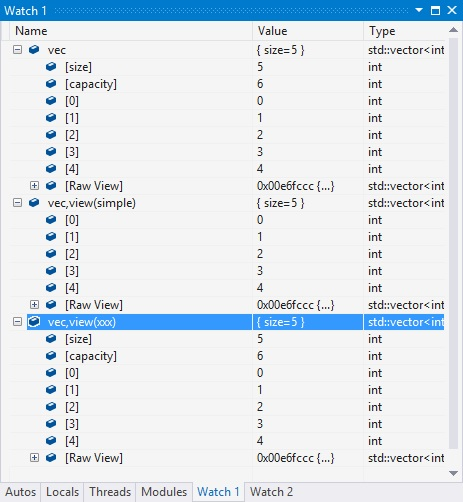 Watch 1
Name Value Type
vec { size=5 } std::vector<int
[size] 5 int
[capacity] 6 int
[0] 0 int
[1] 1 int
[2] 2 int
[3] 3 int
[4] 4 int
[Raw View] 0x00e6fccc {...} std::vector<int
vec,view(simple) { size=5 } std::vector<int
[0] 0 int
[1] 1 int
[2] 2 int
[3] 3 int
[4] 4 int
[Raw View] 0x00e6fccc {...} std::vector<int
vec,view(xxx) { size=5 } std::vector<int
[size] 5 int
[capacity] 6 int
[0] 0 int
[1] 1 int
[2] 2 int
[3] 3 int
[4] 4 int
[Raw View] 0x00e6fccc {...} std::vector<int
Autos Locals Threads Modules Watch 1 Watch 2